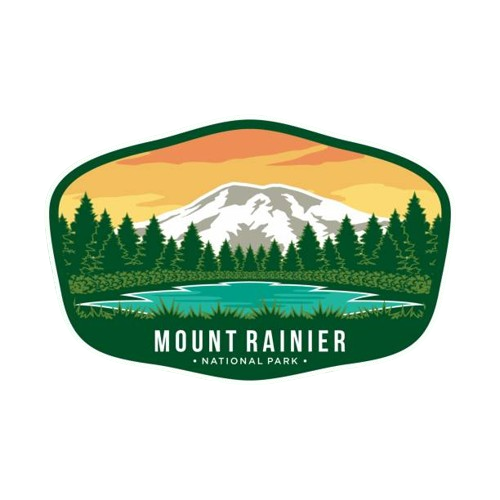 MOUNT RAINIER
• NATIONAL PARK •